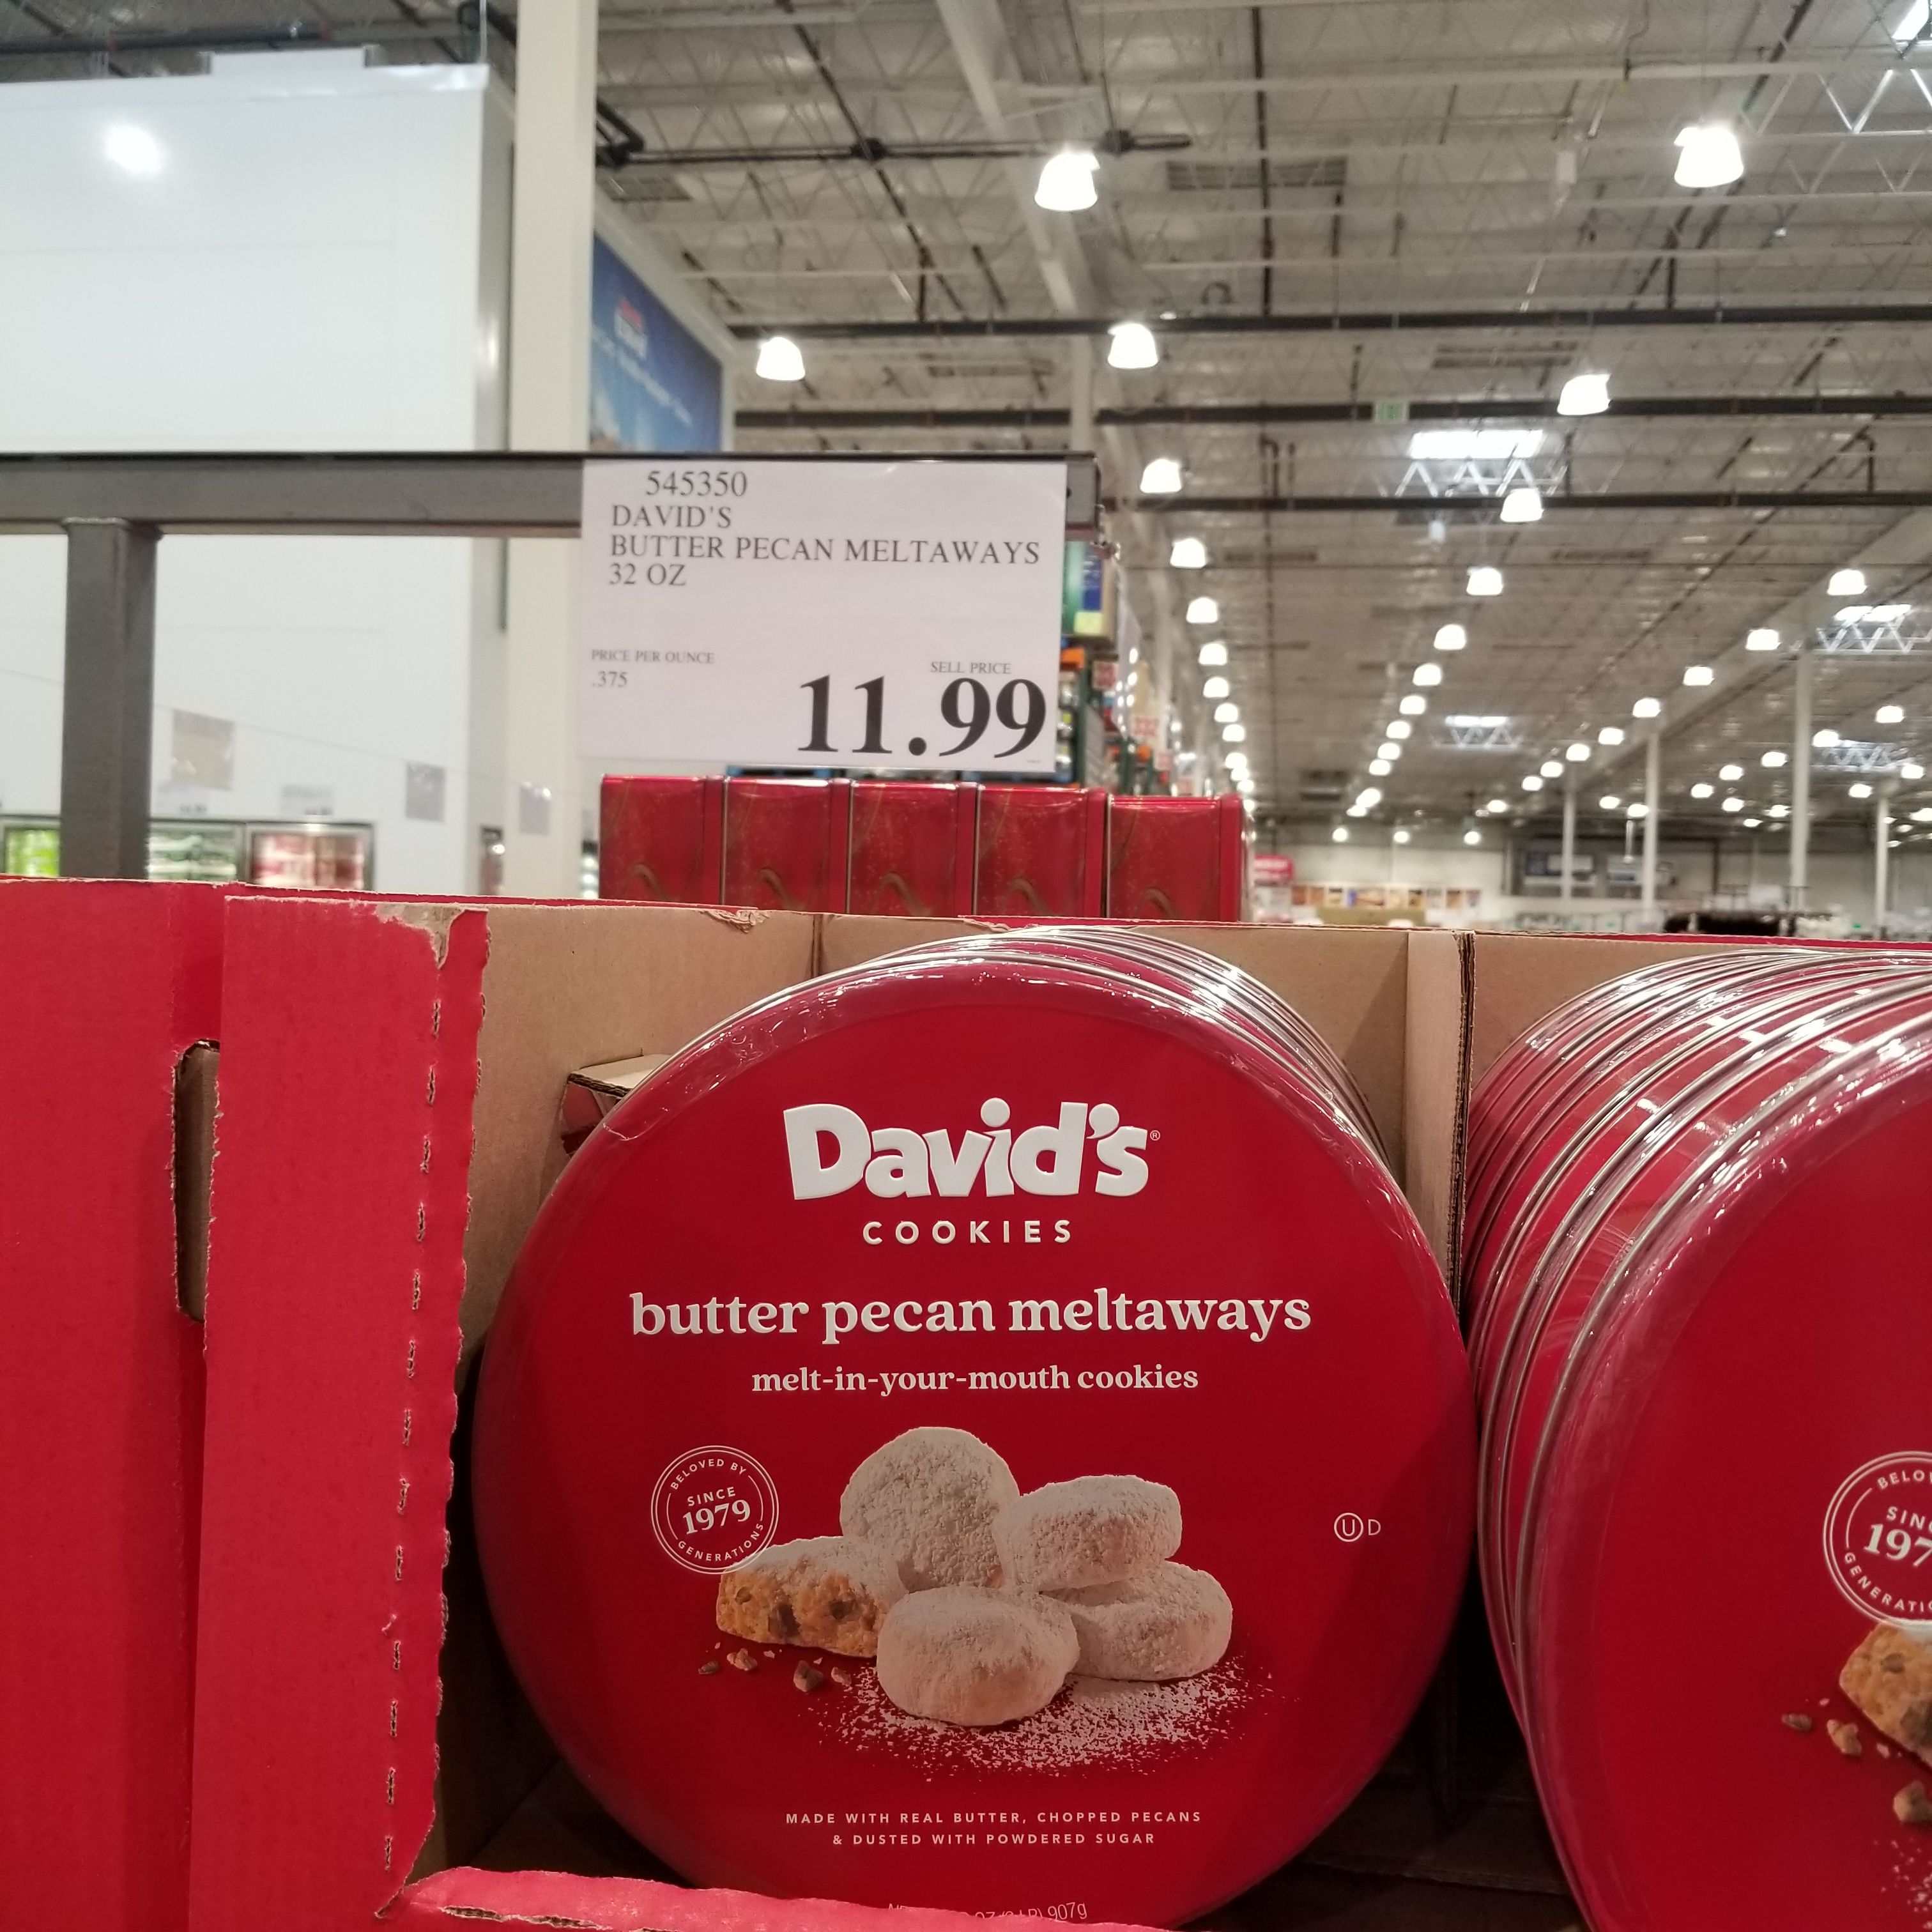 545350
DAVID'S
BUTTER PECAN MELTAWAYS
32 OZ
PRICE PER OUNCE
.375
SELL PRICE
11.99
David's®
COOKIES
butter pecan meltaways
melt-in-your-mouth cookies
BELOVED BY
SINCE
1979
GENERATIONS
U D
MADE WITH REAL BUTTER, CHOPPED PECANS
& DUSTED WITH POWDERED SUGAR
907g